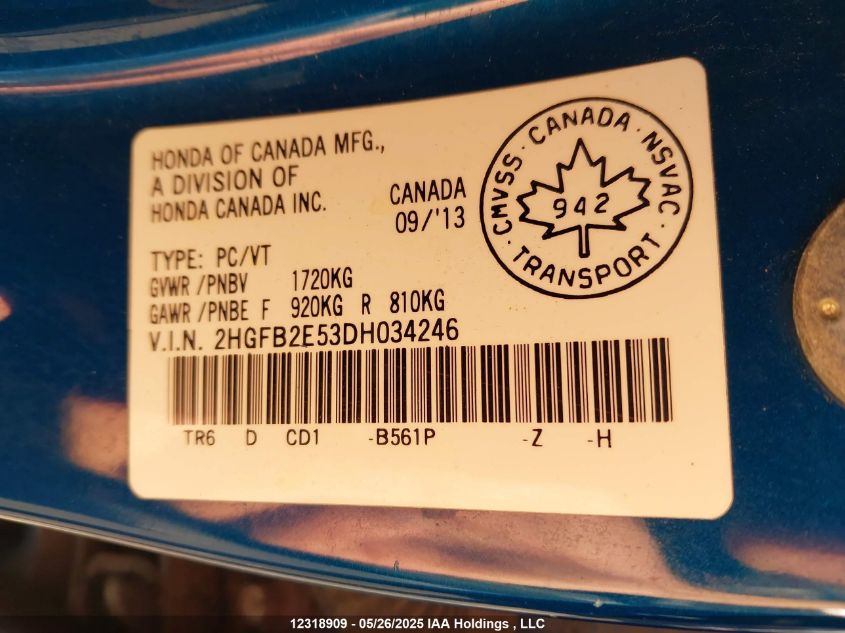 HONDA OF CANADA MFG.,
A DIVISION OF
HONDA CANADA INC.
CANADA
09/'13
TYPE: PC/VT
GVWR /PNBV 1720KG
GAWR /PNBE F 920KG R 810KG
V.I.N. 2HGFB2E53DH034246
TR6 D CD1 -B561P -Z -H
CMVSS · CANADA · NSVAC · TRANSPORT ·
942
12318909 - 05/26/2025 IAA Holdings , LLC